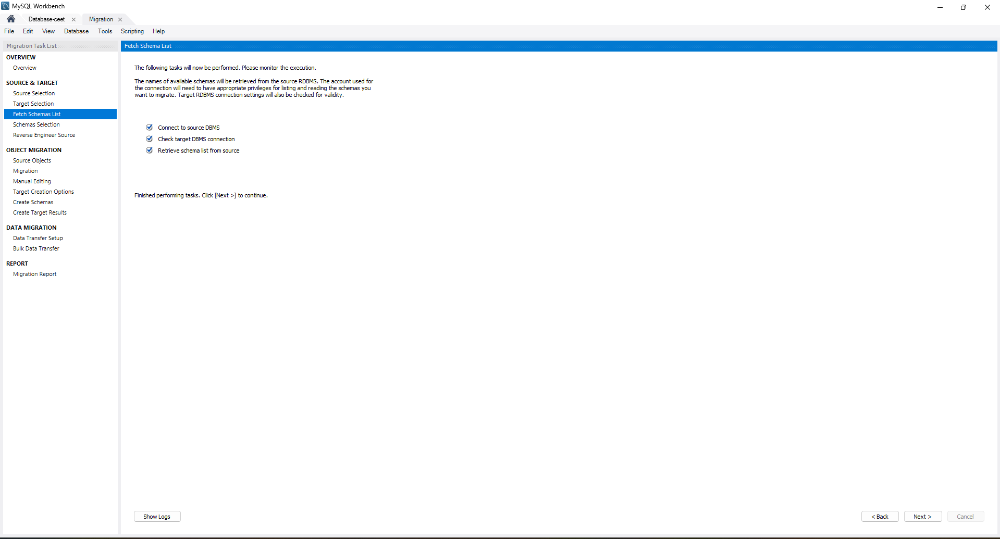 MySQL Workbench
Database-ceet
Migration
File Edit View Database Tools Scripting Help
Migration Task List
OVERVIEW
Overview
SOURCE & TARGET
Source Selection
Target Selection
Fetch Schemas List
Schemas Selection
Reverse Engineer Source
OBJECT MIGRATION
Source Objects
Migration
Manual Editing
Target Creation Options
Create Schemas
Create Target Results
DATA MIGRATION
Data Transfer Setup
Bulk Data Transfer
REPORT
Migration Report
Fetch Schema List
The following tasks will now be performed. Please monitor the execution.
The names of available schemas will be retrieved from the source RDBMS. The account used for
the connection will need to have appropriate privileges for listing and reading the schemas you
want to migrate. Target RDBMS connection settings will also be checked for validity.
Connect to source DBMS
Check target DBMS connection
Retrieve schema list from source
Finished performing tasks. Click [Next >] to continue.
Show Logs
< Back
Next >
Cancel